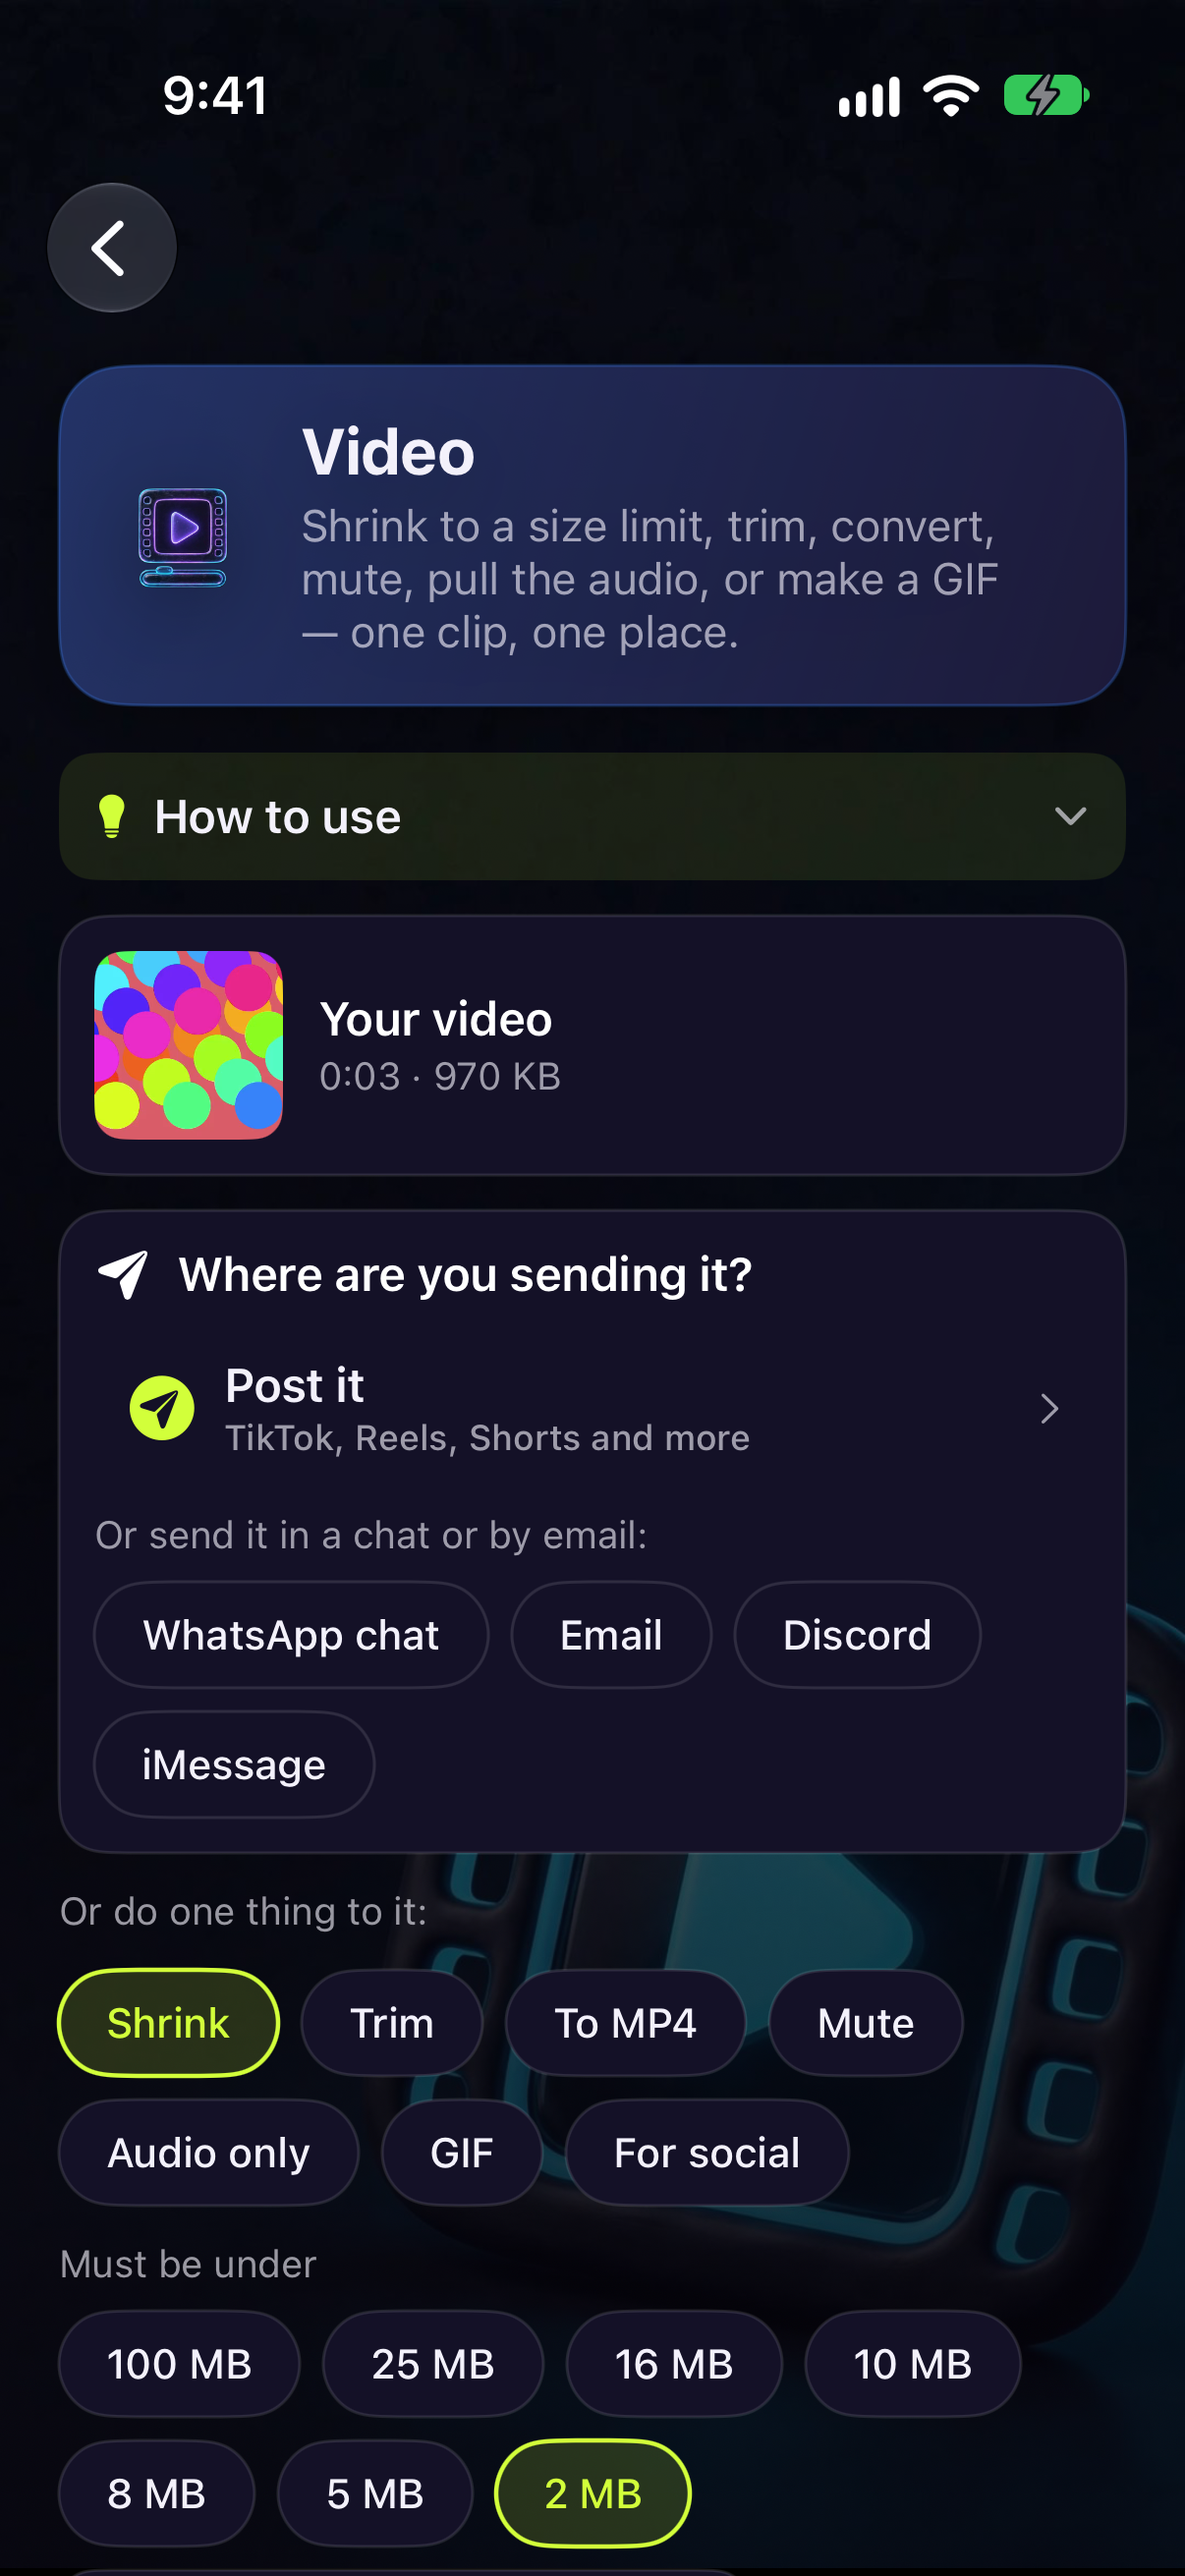 9:41
Video
Shrink to a size limit, trim, convert,
mute, pull the audio, or make a GIF
— one clip, one place.
How to use
Your video
0:03 · 970 KB
Where are you sending it?
Post it
TikTok, Reels, Shorts and more
Or send it in a chat or by email:
WhatsApp chat
Email
Discord
iMessage
Or do one thing to it:
Shrink
Trim
To MP4
Mute
Audio only
GIF
For social
Must be under
100 MB
25 MB
16 MB
10 MB
8 MB
5 MB
2 MB